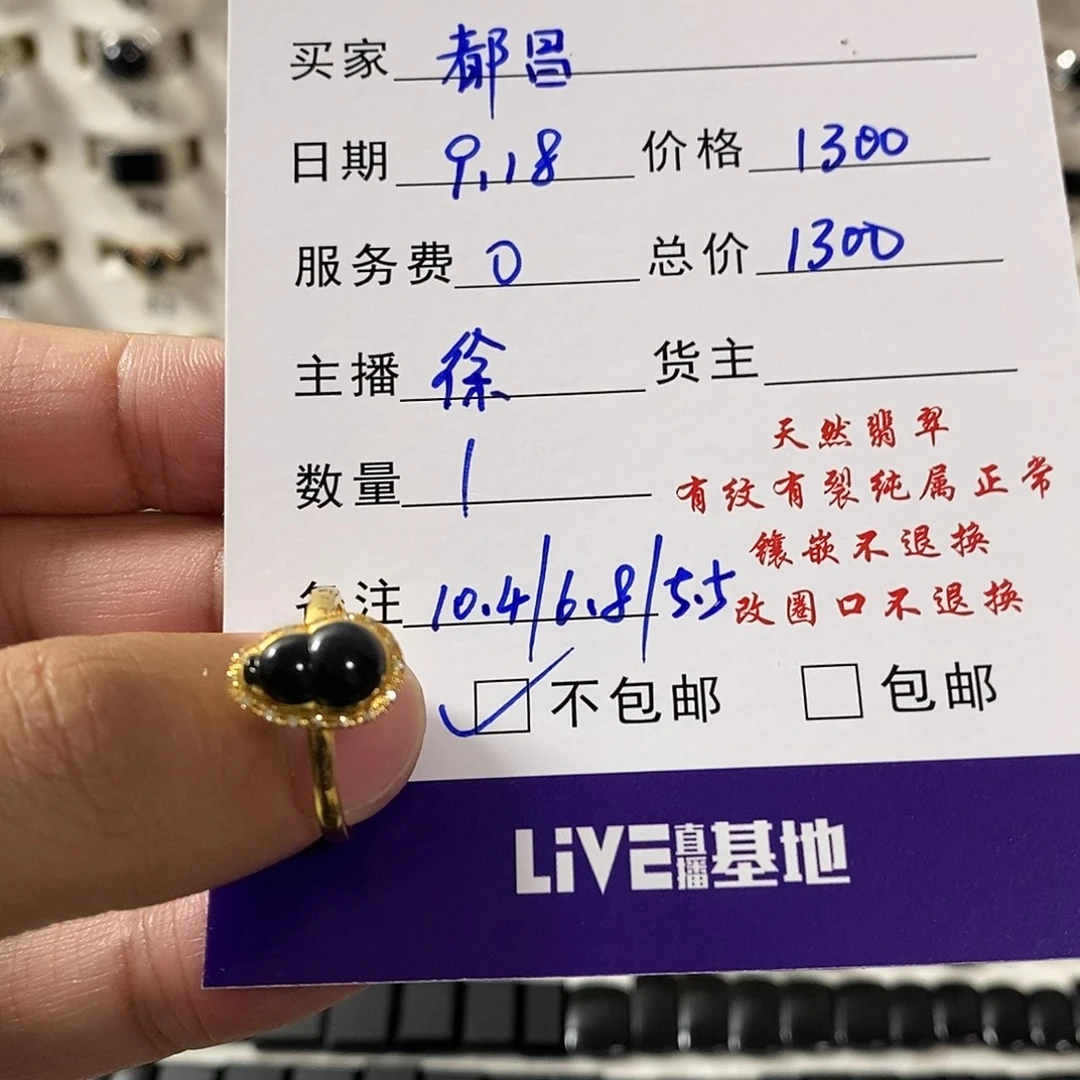 买家 都昌
日期 9.18 价格 1300
服务费 0 总价 1300
主播 徐 货主
天然翡翠
数量 1
有纹有裂纯属正常
镶嵌不退换
备注 10.4/6.8/5.5
改圈口不退换
不包邮 包邮
LiVE直播基地